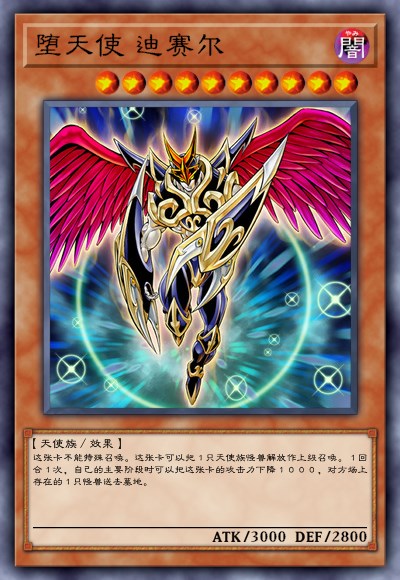 堕天使 迪赛尔
やみ
闇
【天使族／效果】
这张卡不能特殊召唤。这张卡可以把１只天使族怪兽解放作上级召唤。１回
合１次，自己的主要阶段时可以把这张卡的攻击力下降１０００，对方场上
存在的１只怪兽送去墓地。
ATK/3000 DEF/2800